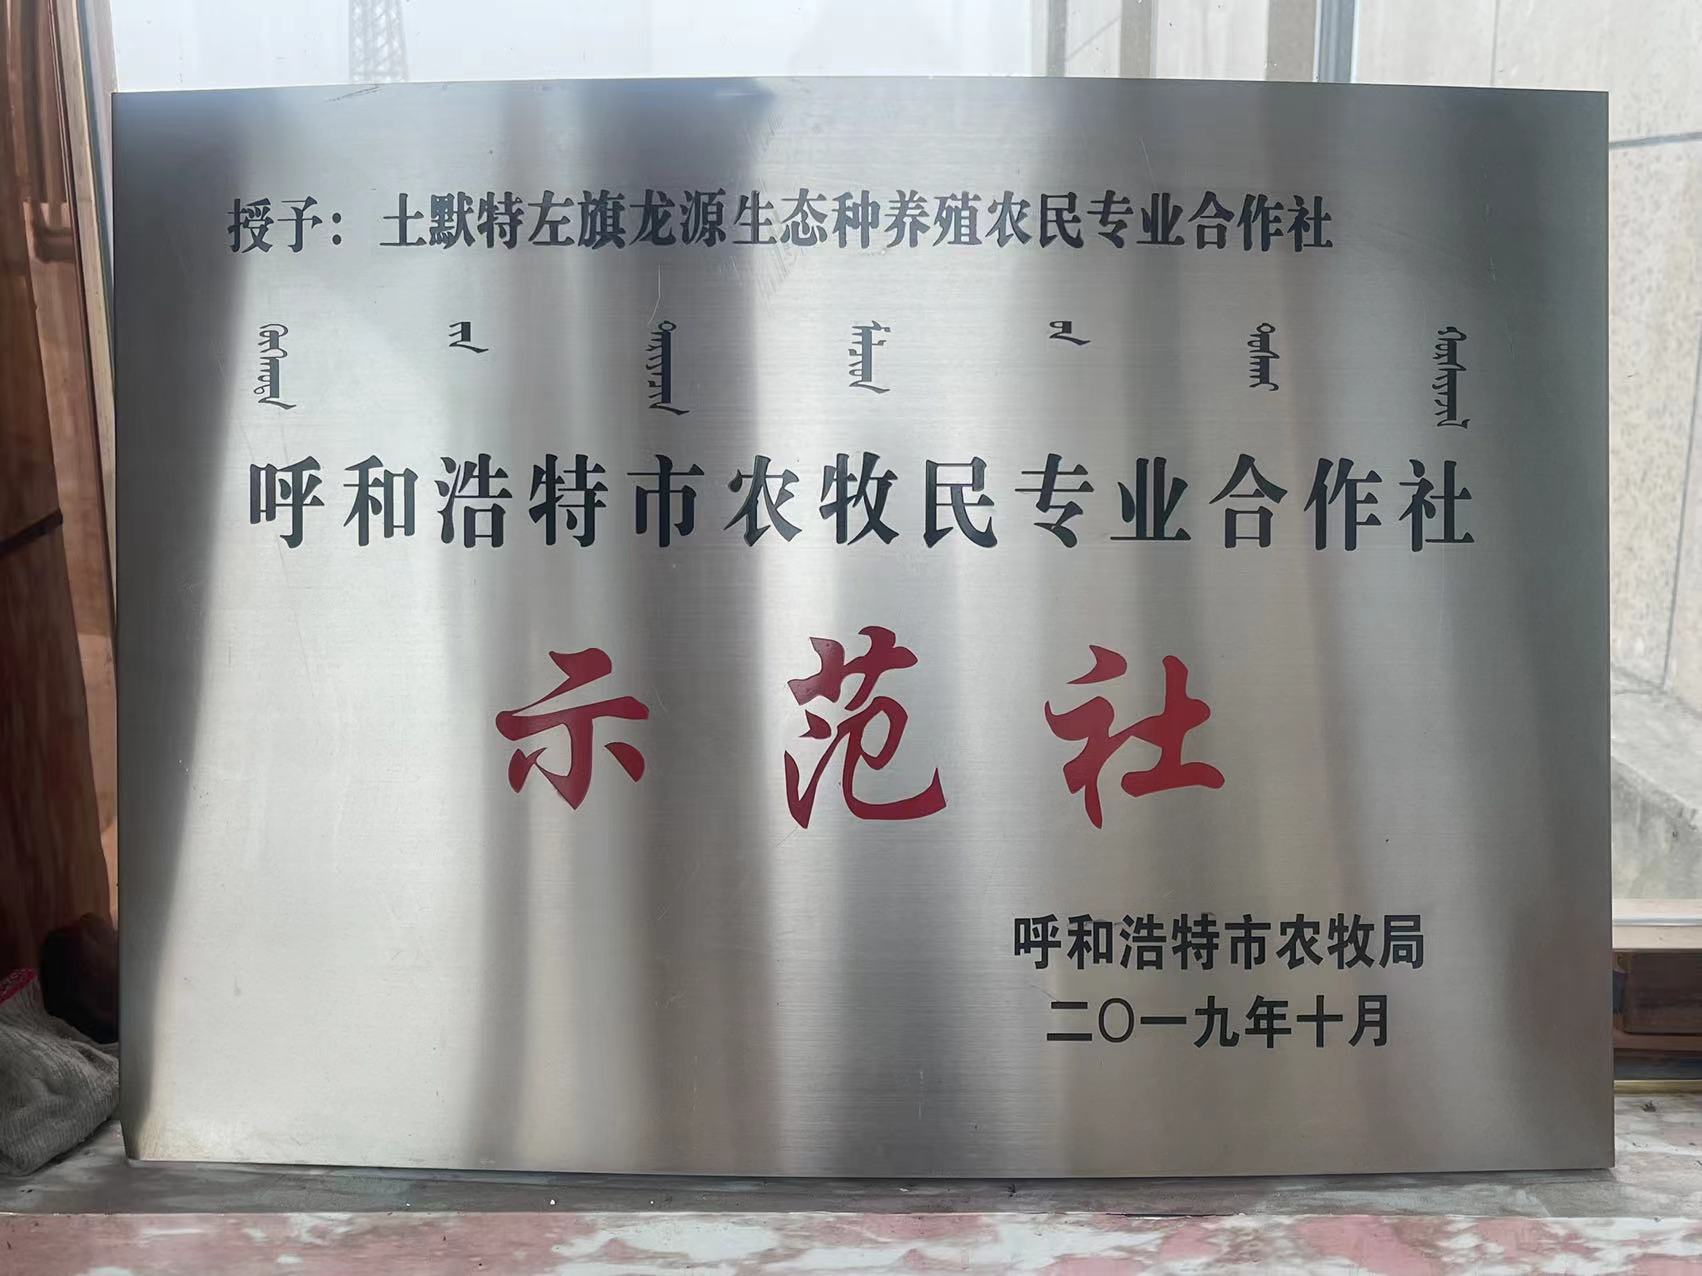 授予：土默特左旗龙源生态种养殖农民专业合作社
呼和浩特市农牧民专业合作社
示范社
呼和浩特市农牧局
二〇一九年十月